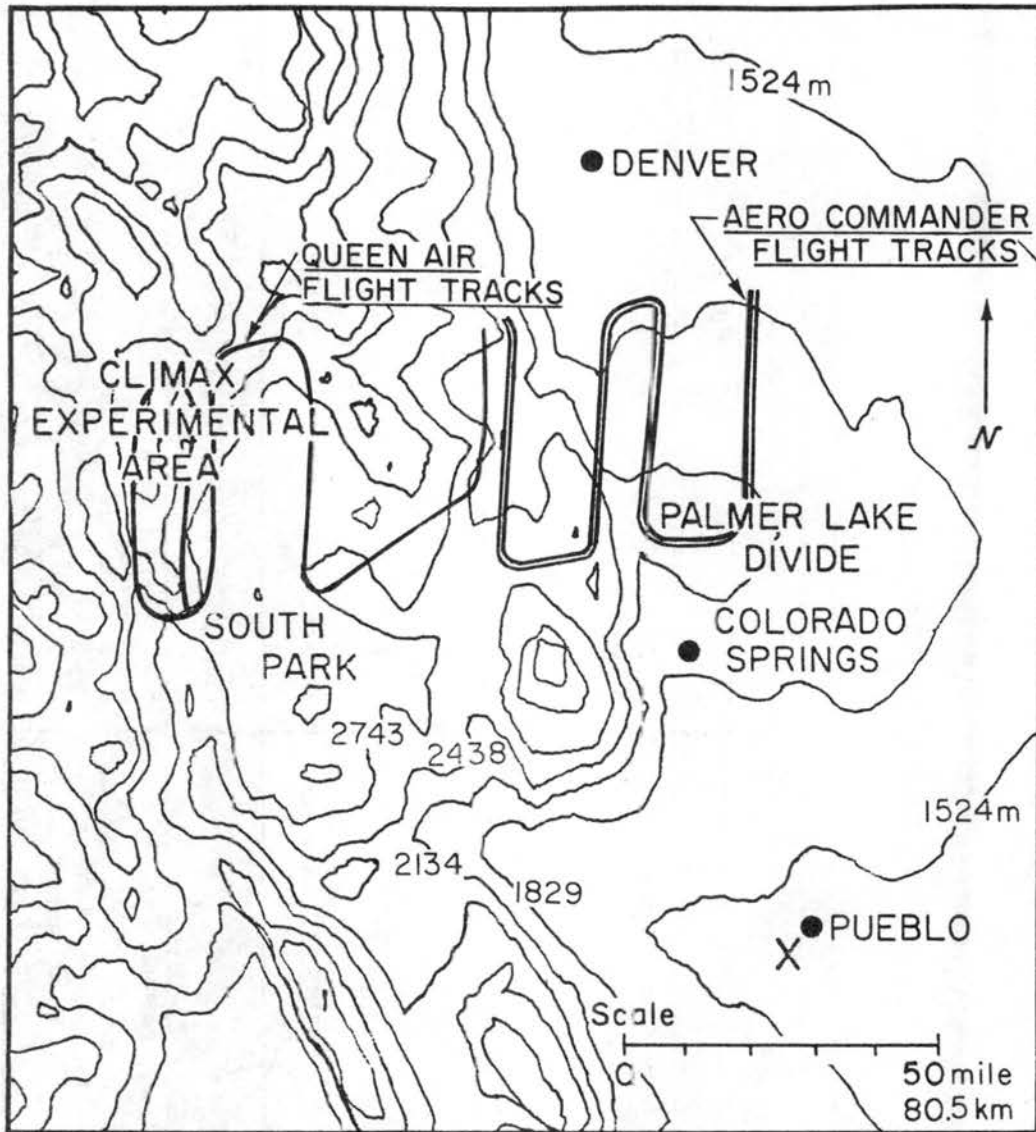 1524 m
DENVER
AERO COMMANDER
FLIGHT TRACKS
QUEEN AIR
FLIGHT TRACKS
CLIMAX
EXPERIMENTAL
AREA
N
PALMER LAKE
DIVIDE
SOUTH
PARK
COLORADO
SPRINGS
2743
2438
1524m
2134
1829
PUEBLO
X
Scale
0
50 mile
80.5 km